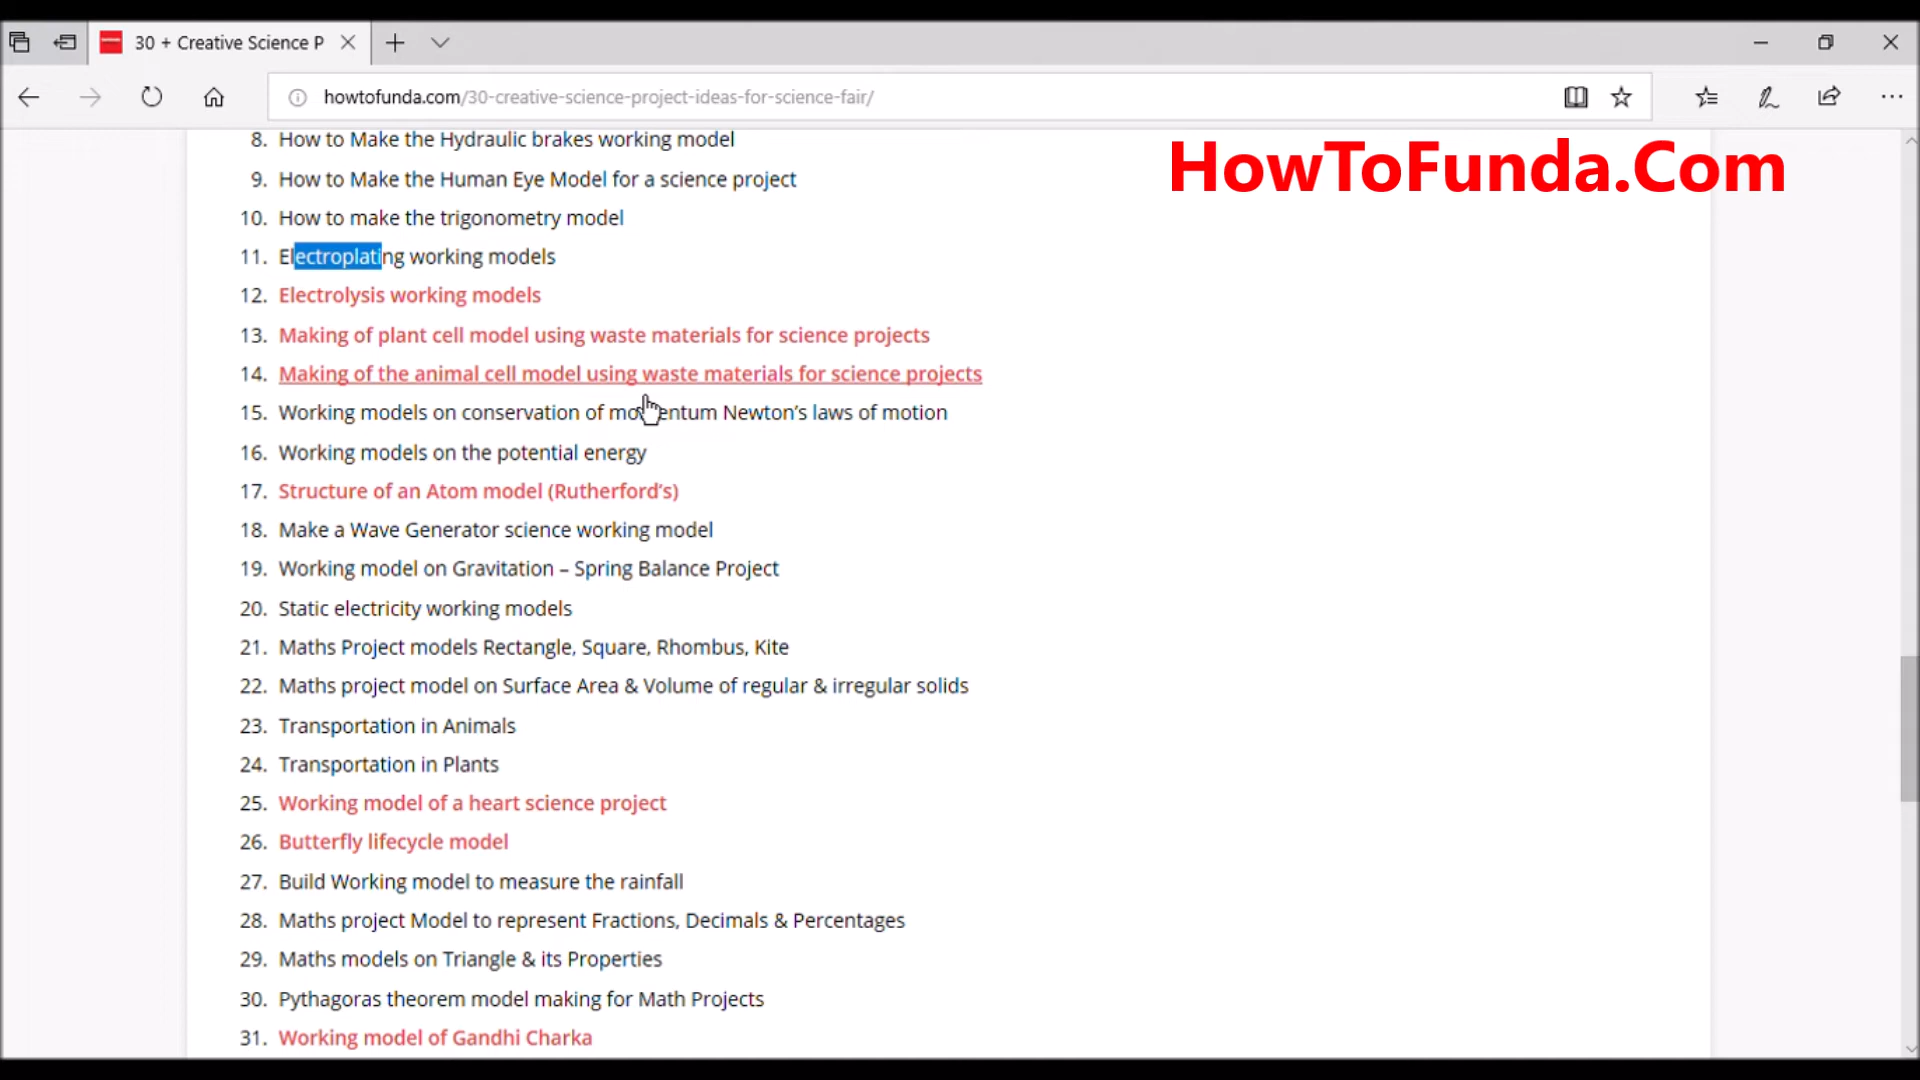 30 + Creative Science P
howtofunda.com/30-creative-science-project-ideas-for-science-fair/
HowToFunda.Com
8. How to Make the Hydraulic brakes working model
9. How to Make the Human Eye Model for a science project
10. How to make the trigonometry model
11. Electroplating working models
12. Electrolysis working models
13. Making of plant cell model using waste materials for science projects
14. Making of the animal cell model using waste materials for science projects
15. Working models on conservation of momentum Newton's laws of motion
16. Working models on the potential energy
17. Structure of an Atom model (Rutherford's)
18. Make a Wave Generator science working model
19. Working model on Gravitation – Spring Balance Project
20. Static electricity working models
21. Maths Project models Rectangle, Square, Rhombus, Kite
22. Maths project model on Surface Area & Volume of regular & irregular solids
23. Transportation in Animals
24. Transportation in Plants
25. Working model of a heart science project
26. Butterfly lifecycle model
27. Build Working model to measure the rainfall
28. Maths project Model to represent Fractions, Decimals & Percentages
29. Maths models on Triangle & its Properties
30. Pythagoras theorem model making for Math Projects
31. Working model of Gandhi Charka